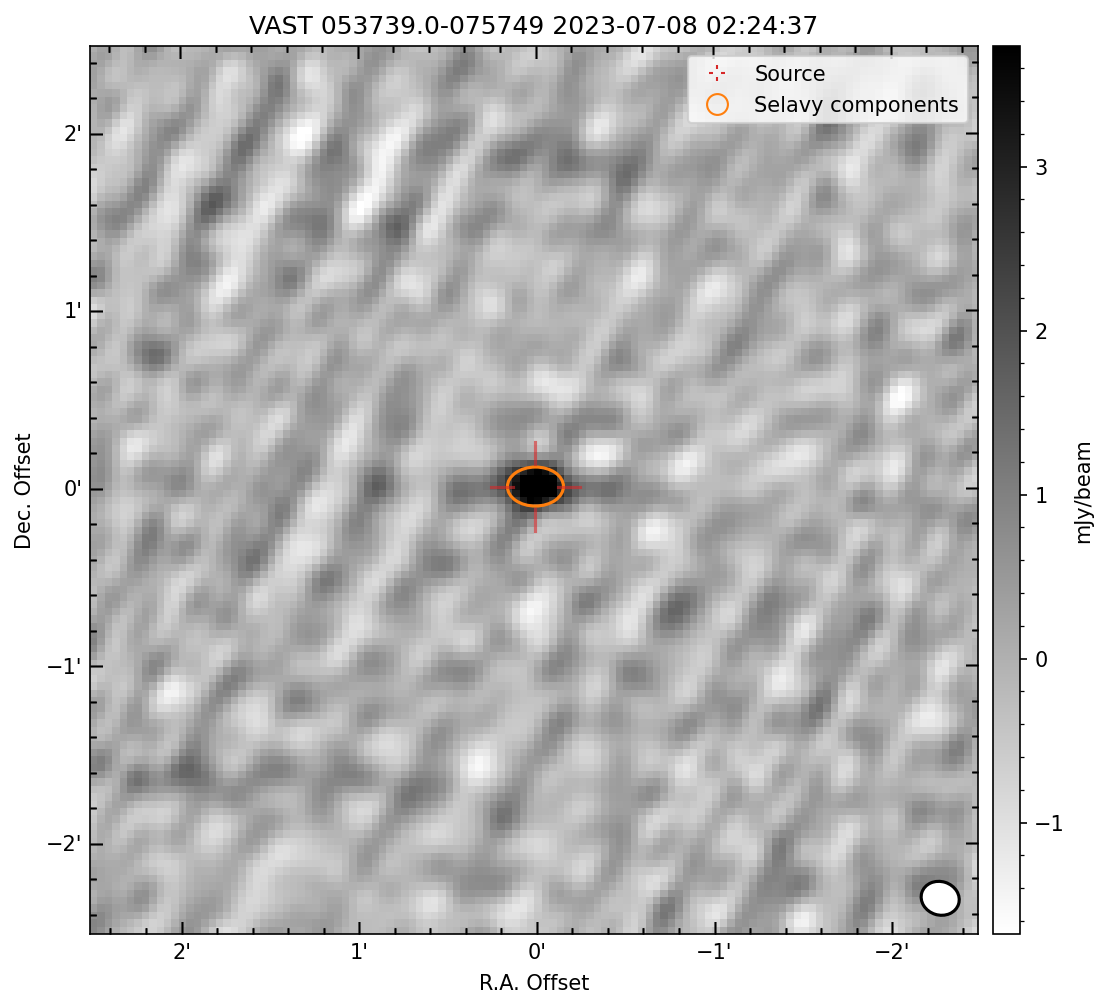 VAST 053739.0-075749 2023-07-08 02:24:37
Source
Selavy components
2'
1'
0'
−1'
−2'
Dec. Offset
2'
1'
0'
−1'
−2'
R.A. Offset
3
2
1
0
−1
mJy/beam